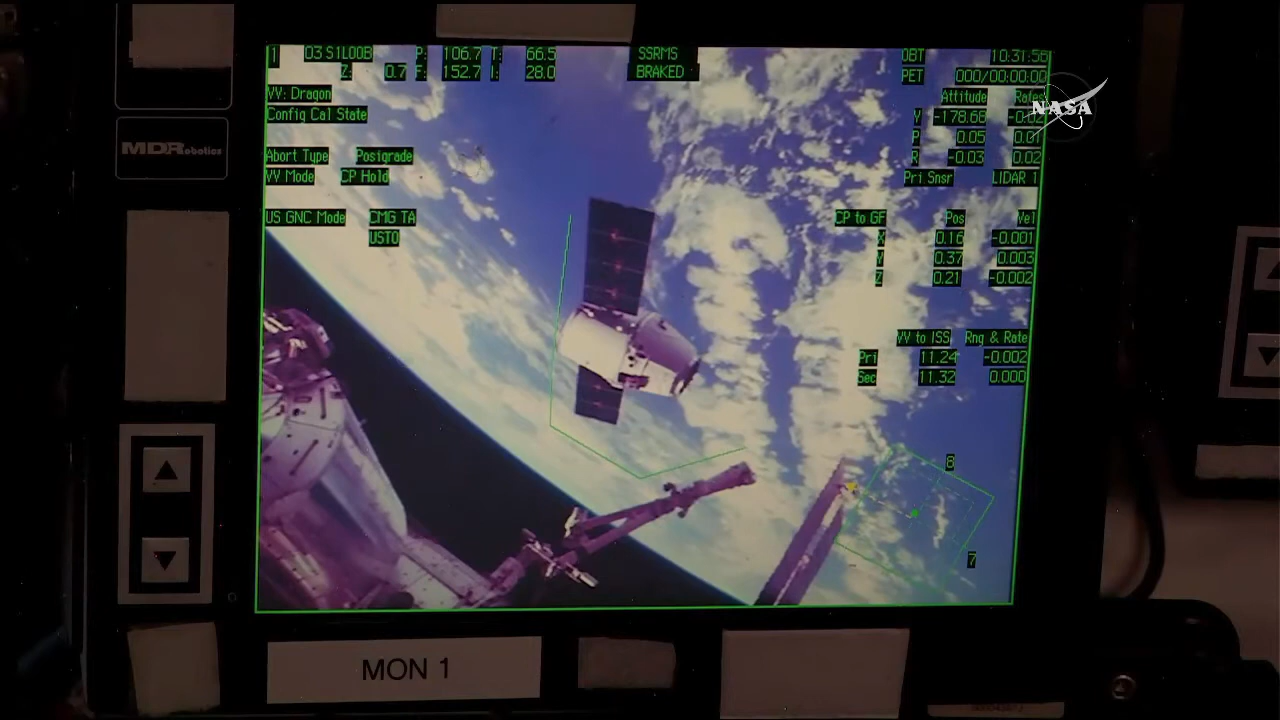 1 03 S1L00B P: 106.7 T: 66.5 SSRMS OBT 10:31:56
Z: 0.7 F: 152.7 I: 28.0 BRAKED PET 000/00:00:00
VV: Dragon Attitude Rates
Config Cal State Y -178.68
P 0.05 0.01
Abort Type Posigrade R -0.03 0.02
VV Mode CP Hold Pri Snsr LIDAR 1
US GNC Mode CMG TA CP to GF Pos Vel
USTO X 0.16 -0.001
Y 0.37 0.003
Z 0.21 -0.002
VV to ISS Rng & Rate
Pri 11.24 -0.002
Sec 11.32 0.000
8
7
NASA
MDRobotics
MON 1